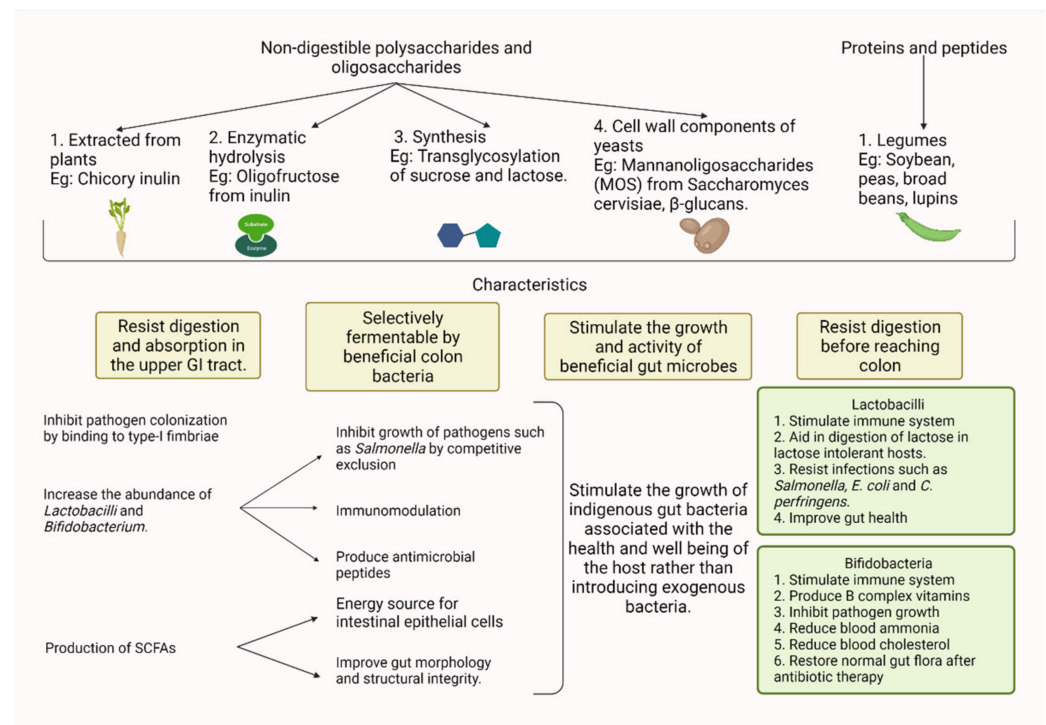 Non-digestible polysaccharides and
oligosaccharides
Proteins and peptides
1. Extracted from
plants
Eg: Chicory inulin
2. Enzymatic
hydrolysis
Eg: Oligofructose
from inulin
3. Synthesis
Eg: Transglycosylation
of sucrose and lactose.
4. Cell wall components of
yeasts
Eg: Mannanoligosaccharides
(MOS) from Saccharomyces
cervisiae, β-glucans.
1. Legumes
Eg: Soybean,
peas, broad
beans, lupins
Substrate
Enzyme
Characteristics
Resist digestion
and absorption in
the upper GI tract.
Selectively
fermentable by
beneficial colon
bacteria
Stimulate the growth
and activity of
beneficial gut microbes
Resist digestion
before reaching
colon
Inhibit pathogen colonization
by binding to type-I fimbriae
Increase the abundance of
Lactobacilli and
Bifidobacterium.
Production of SCFAs
Inhibit growth of pathogens such
as Salmonella by competitive
exclusion
Immunomodulation
Produce antimicrobial
peptides
Energy source for
intestinal epithelial cells
Improve gut morphology
and structural integrity.
Stimulate the growth of
indigenous gut bacteria
associated with the
health and well being of
the host rather than
introducing exogenous
bacteria.
Lactobacilli
1. Stimulate immune system
2. Aid in digestion of lactose in
lactose intolerant hosts.
3. Resist infections such as
Salmonella, E. coli and C.
perfringens.
4. Improve gut health
Bifidobacteria
1. Stimulate immune system
2. Produce B complex vitamins
3. Inhibit pathogen growth
4. Reduce blood ammonia
5. Reduce blood cholesterol
6. Restore normal gut flora after
antibiotic therapy